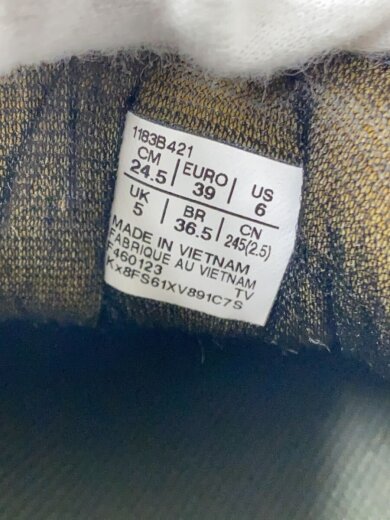 1183B421
CM | EURO | US
24.5 | 39 | 6
UK | BR | CN
5 | 36.5 | 245(2.5)
MADE IN VIETNAM
FABRIQUE AU VIETNAM
F460123 TV
Kx8FS61XV891C7S